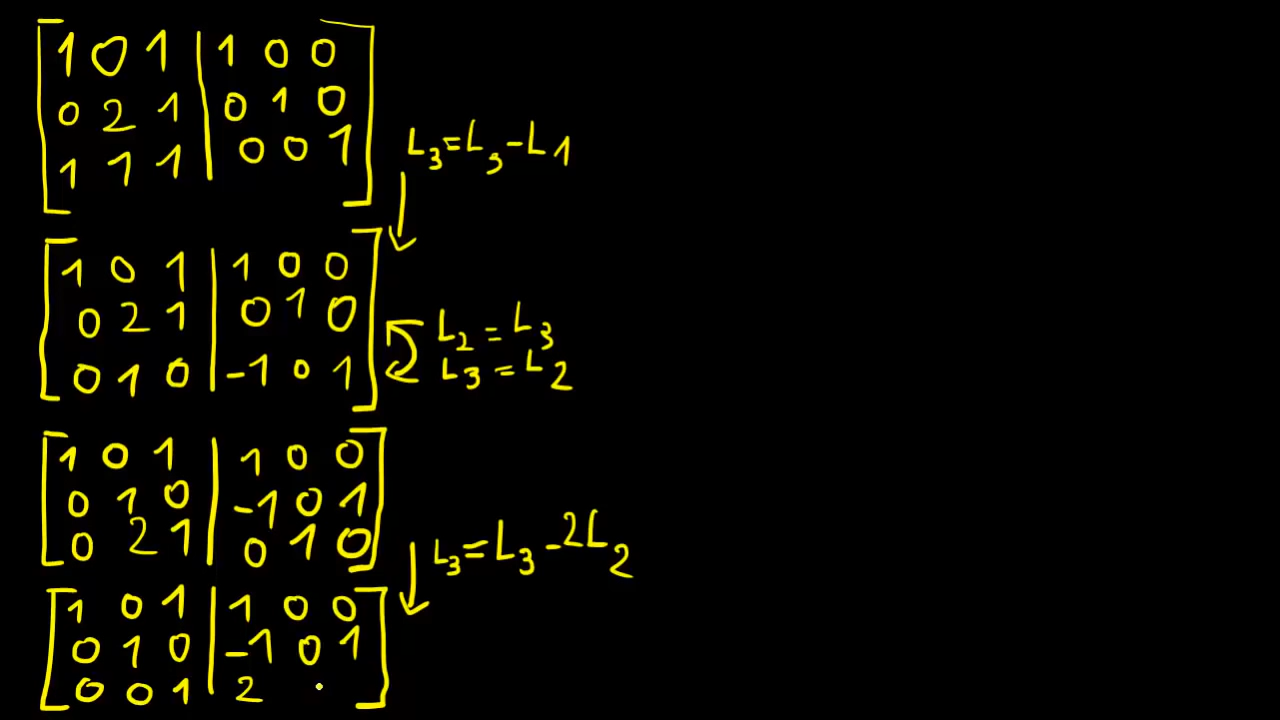 1 0 1 | 1 0 0
0 2 1 | 0 1 0
1 1 1 | 0 0 1
L3=L3-L1
1 0 1 | 1 0 0
0 2 1 | 0 1 0
0 1 0 | -1 0 1
L2 = L3
L3 = L2
1 0 1 | 1 0 0
0 1 0 | -1 0 1
0 2 1 | 0 1 0
L3=L3-2L2
1 0 1 | 1 0 0
0 1 0 | -1 0 1
0 0 1 | 2